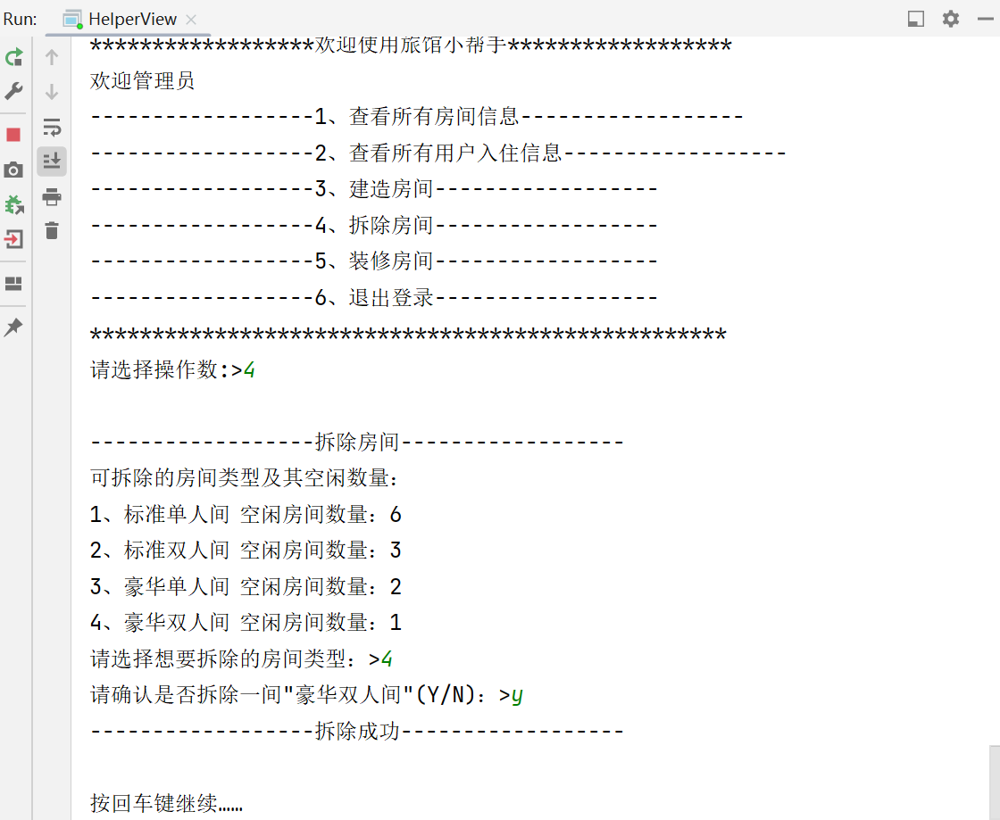 Run: HelperView
******************欢迎使用旅馆小帮手******************
欢迎管理员
------------------1、查看所有房间信息------------------
------------------2、查看所有用户入住信息------------------
------------------3、建造房间------------------
------------------4、拆除房间------------------
------------------5、装修房间------------------
------------------6、退出登录------------------
***************************************************
请选择操作数:>4
------------------拆除房间------------------
可拆除的房间类型及其空闲数量：
1、标准单人间 空闲房间数量：6
2、标准双人间 空闲房间数量：3
3、豪华单人间 空闲房间数量：2
4、豪华双人间 空闲房间数量：1
请选择想要拆除的房间类型：>4
请确认是否拆除一间"豪华双人间"(Y/N)：>y
------------------拆除成功------------------
按回车键继续……